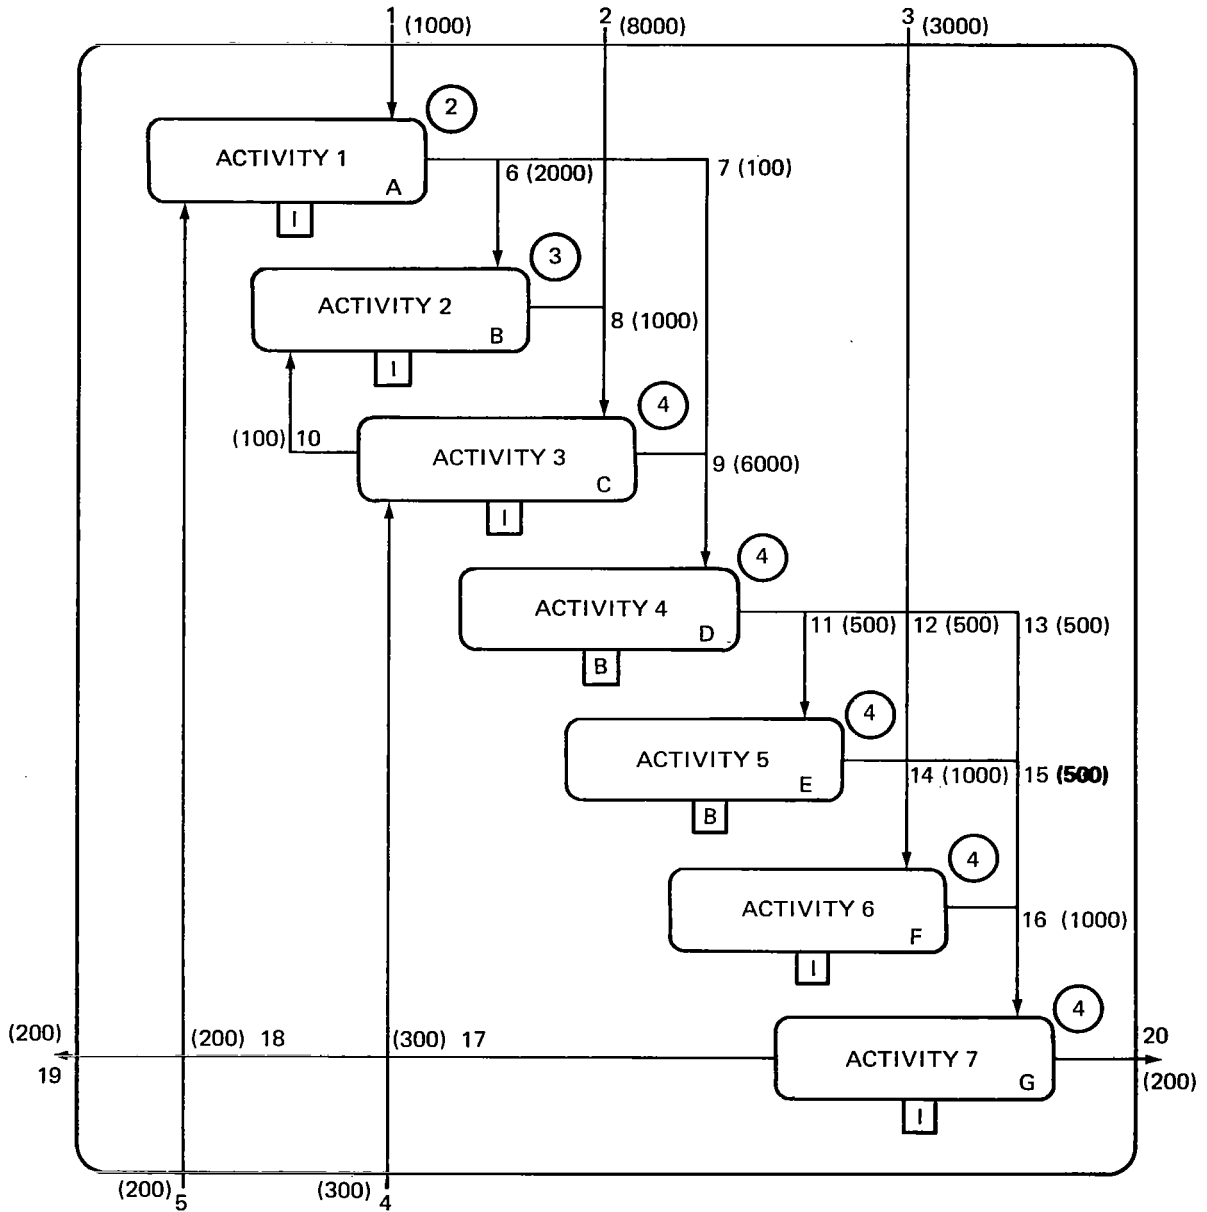 1 (1000)
2 (8000)
3 (3000)
2
ACTIVITY 1
A
I
6 (2000)
7 (100)
3
ACTIVITY 2
B
I
8 (1000)
4
(100) 10
ACTIVITY 3
C
I
9 (6000)
4
ACTIVITY 4
D
B
11 (500)
12 (500)
13 (500)
4
ACTIVITY 5
E
B
14 (1000)
15 (500)
4
ACTIVITY 6
F
I
16 (1000)
4
ACTIVITY 7
G
I
(200)
19
(200) 18
(300) 17
20
(200)
(200) 5
(300) 4